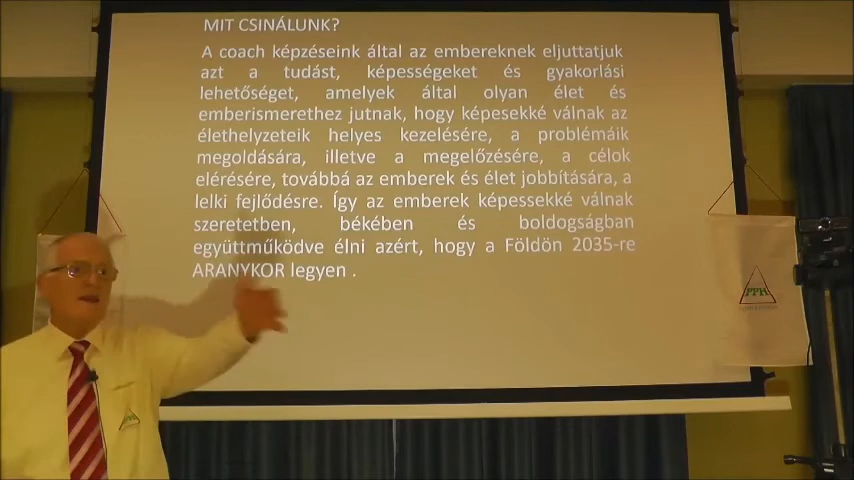 MIT CSINÁLUNK?
A coach képzéseink által az embereknek eljuttatjuk
azt a tudást, képességeket és gyakorlási
lehetőséget, amelyek által olyan élet és
emberismerethez jutnak, hogy képesekké válnak az
élethelyzeteik helyes kezelésére, a problémáik
megoldására, illetve a megelőzésére, a célok
elérésére, továbbá az emberek és élet jobbítására, a
lelki fejlődésre. Így az emberek képessekké válnak
szeretetben, békében és boldogságban
együttműködve élni azért, hogy a Földön 2035-re
ARANYKOR legyen .
PPH